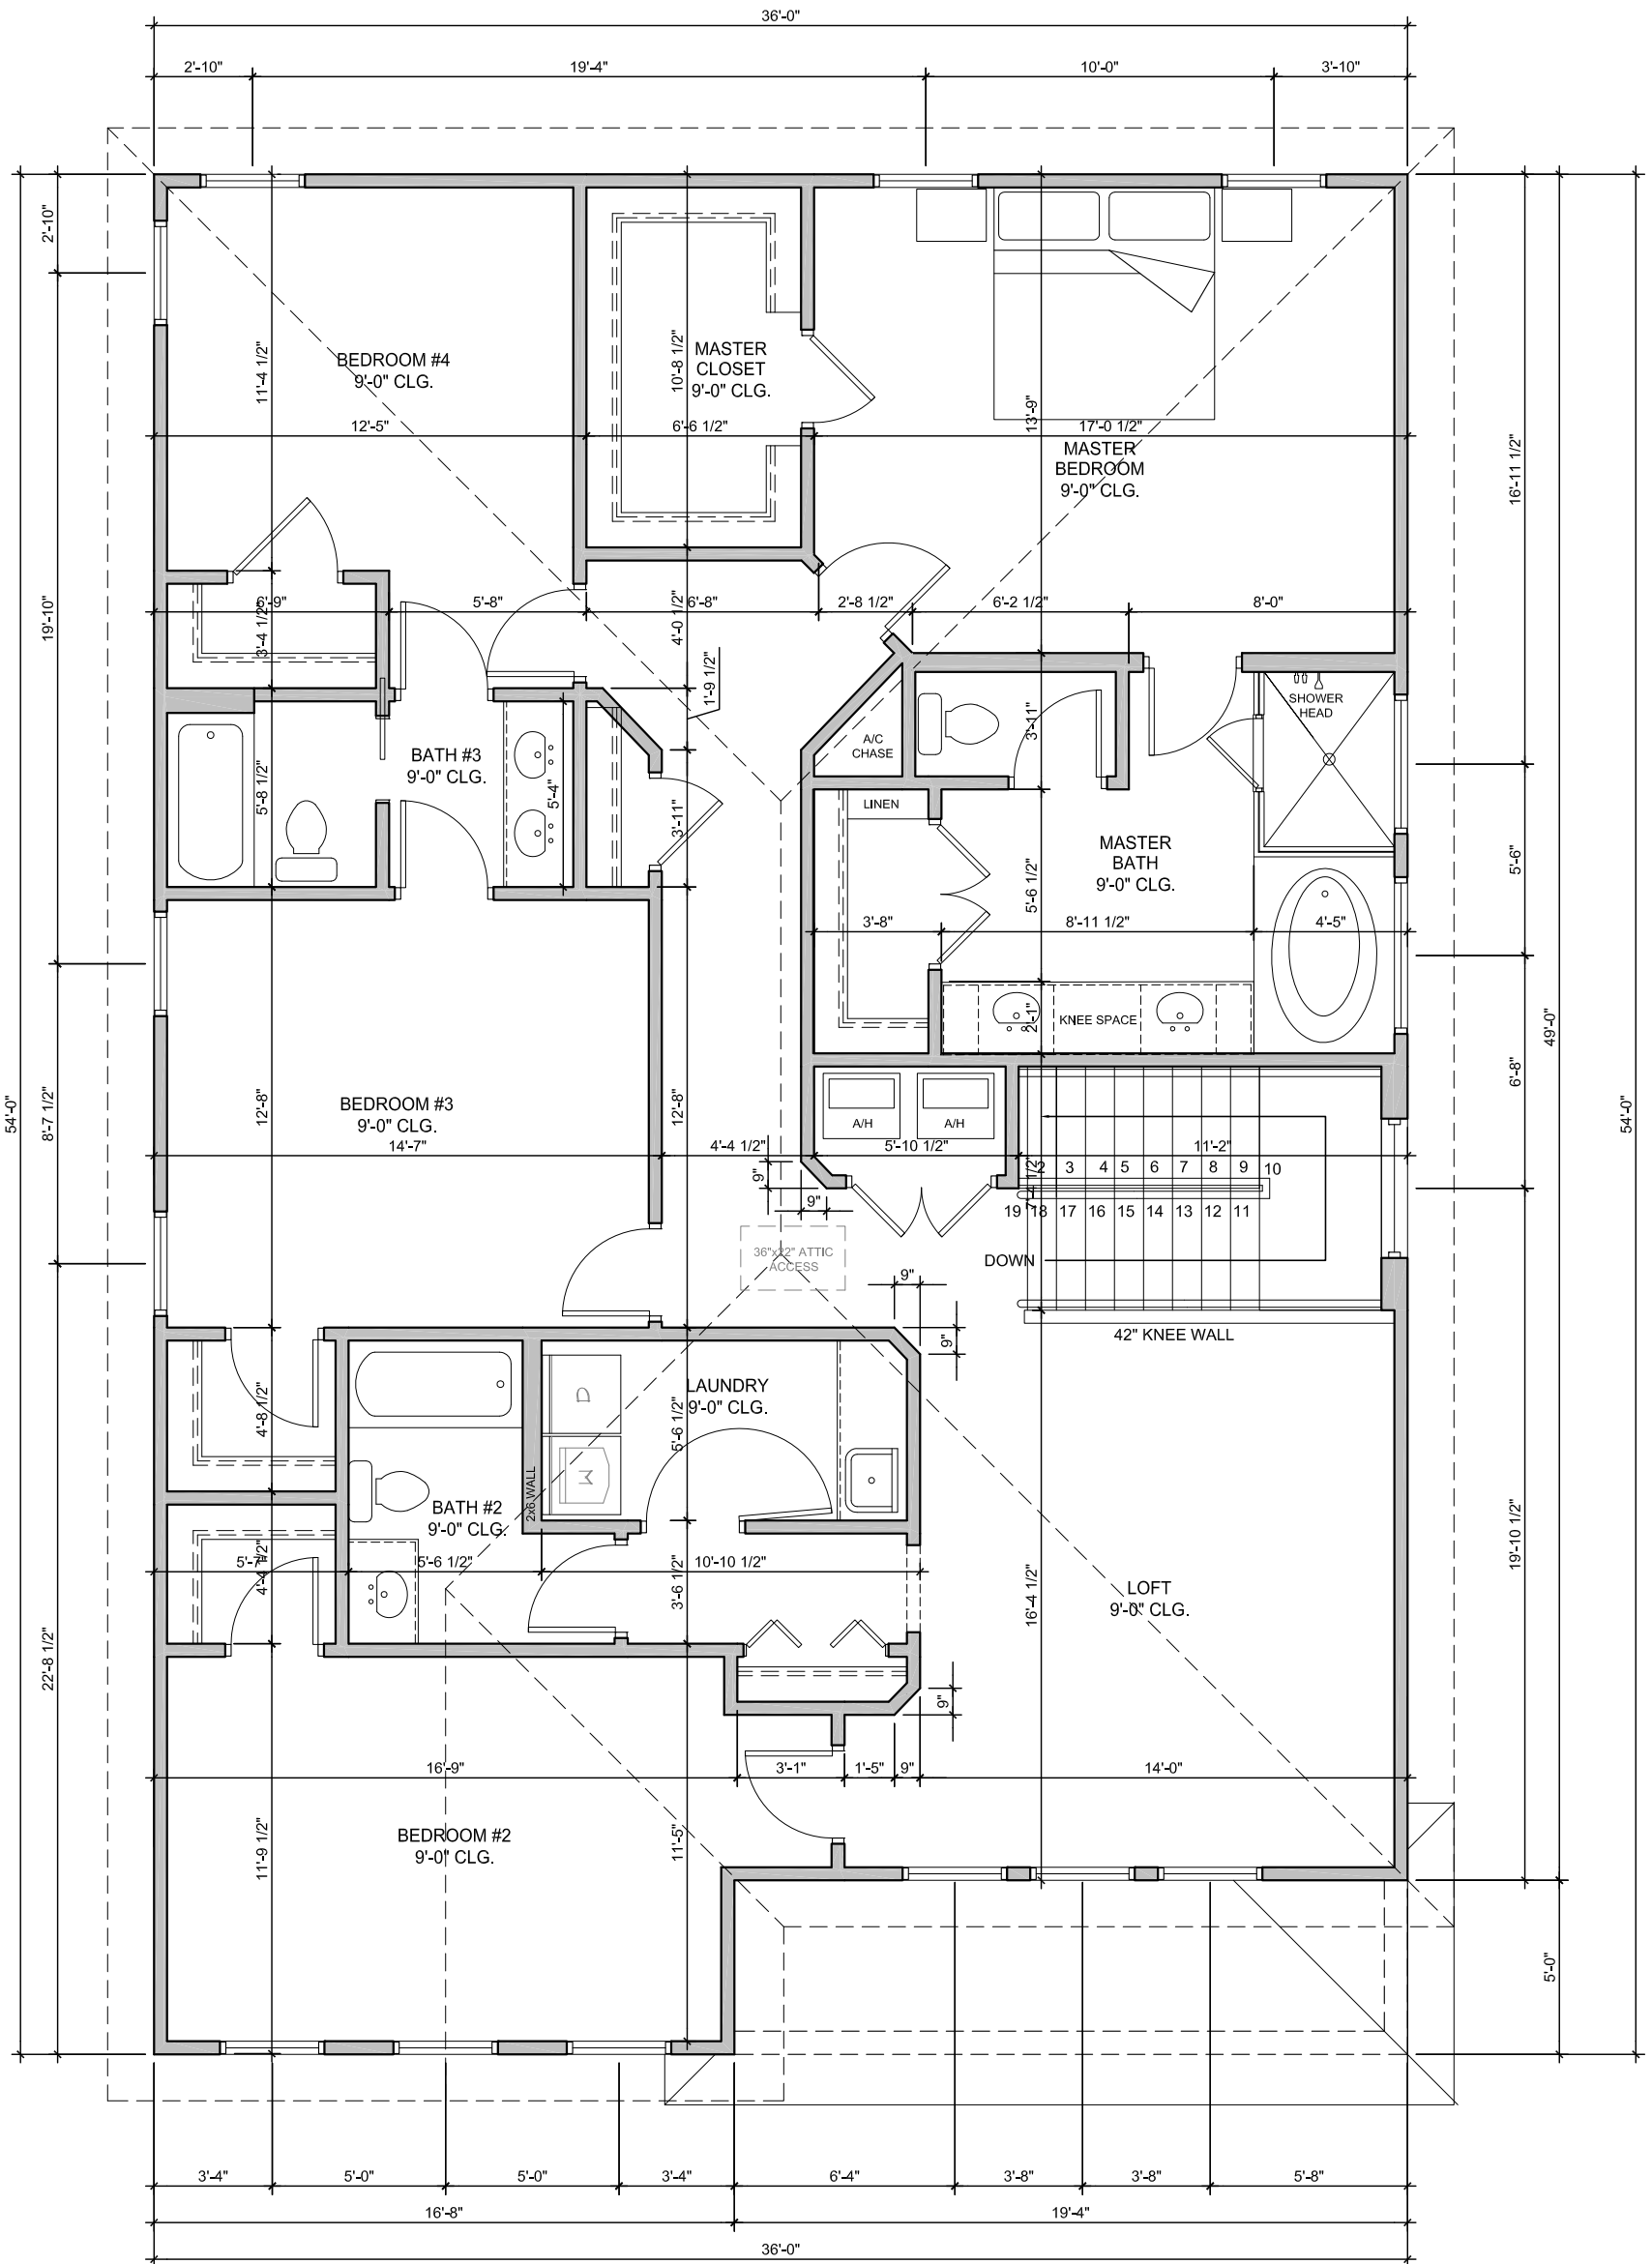 36'-0"
2'-10"
19'-4"
10'-0"
3'-10"
2'-10"
19'-10"
8'-7 1/2"
22'-8 1/2"
54'-0"
16'-11 1/2"
5'-6"
6'-8"
19'-10 1/2"
49'-0"
5'-0"
54'-0"
BEDROOM #4
9'-0" CLG.
11'-4 1/2"
12'-5"
MASTER
CLOSET
9'-0" CLG.
10'-8 1/2"
6'-6 1/2"
13'-9"
17'-0 1/2"
MASTER
BEDROOM
9'-0" CLG.
6'-9"
5'-8"
6'-8"
2'-8 1/2"
6'-2 1/2"
8'-0"
3'-4 1/2"
4'-0 1/2"
1'-9 1/2"
SHOWER
HEAD
A/C
CHASE
3'-11"
BATH #3
9'-0" CLG.
5'-8 1/2"
5'-4"
3'-11"
LINEN
MASTER
BATH
9'-0" CLG.
5'-6 1/2"
3'-8"
8'-11 1/2"
4'-5"
KNEE SPACE
2'-1"
BEDROOM #3
9'-0" CLG.
12'-8"
14'-7"
12'-8"
A/H
A/H
4'-4 1/2"
5'-10 1/2"
11'-2"
7'-4 1/2"
2 3 4 5 6 7 8 9 10
19 18 17 16 15 14 13 12 11
9"
9"
DOWN
36"x22" ATTIC
ACCESS
9"
9"
42" KNEE WALL
LAUNDRY
9'-0" CLG.
D
M
5'-6 1/2"
4'-8 1/2"
2x6 WALL
BATH #2
9'-0" CLG.
5'-7"
5'-6 1/2"
10'-10 1/2"
4'-4 1/2"
3'-6 1/2"
16'-4 1/2"
LOFT
9'-0" CLG.
9"
16'-9"
3'-1"
1'-5"
9"
14'-0"
BEDROOM #2
9'-0" CLG.
11'-9 1/2"
11'-5"
3'-4"
5'-0"
5'-0"
3'-4"
6'-4"
3'-8"
3'-8"
5'-8"
16'-8"
19'-4"
36'-0"